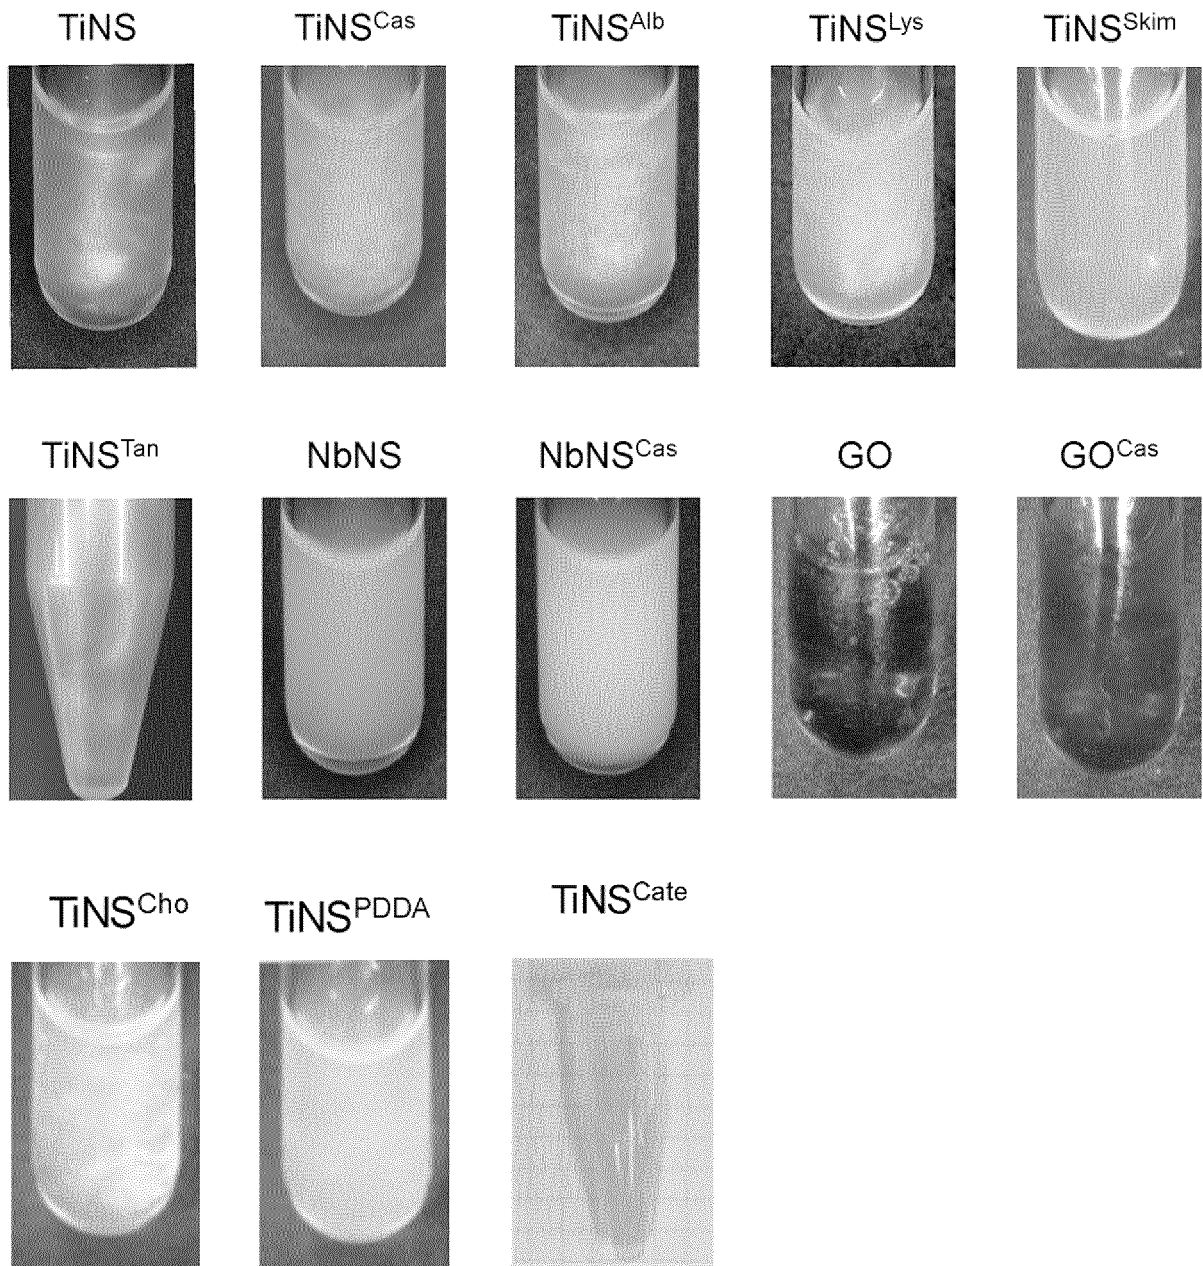 TiNS TiNS^Cas TiNS^Alb TiNS^Lys TiNS^Skim
TiNS^Tan NbNS NbNS^Cas GO GO^Cas
TiNS^Cho TiNS^PDDA TiNS^Cate